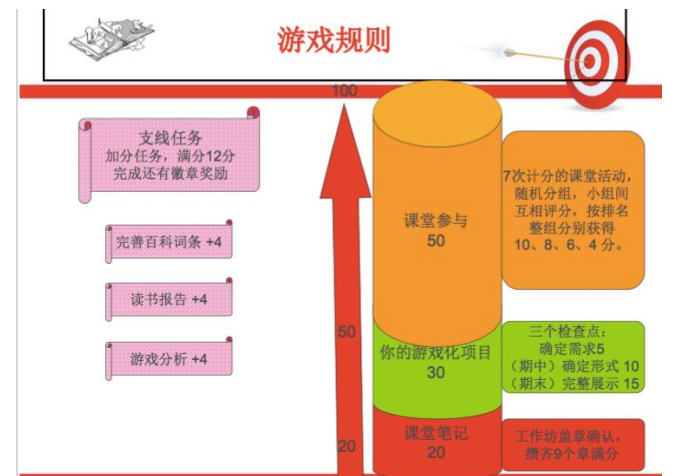 游戏规则
100
支线任务
加分任务，满分12分
完成还有徽章奖励
完善百科词条 +4
读书报告 +4
游戏分析 +4
课堂参与
50
7次计分的课堂活动，
随机分组，小组间
互相评分，按排名
整组分别获得
10、8、6、4 分。
50
你的游戏化项目
30
三个检查点：
确定需求5
（期中）确定形式 10
（期末）完整展示 15
20
课堂笔记
20
工作坊盖章确认，
攒齐9个章满分